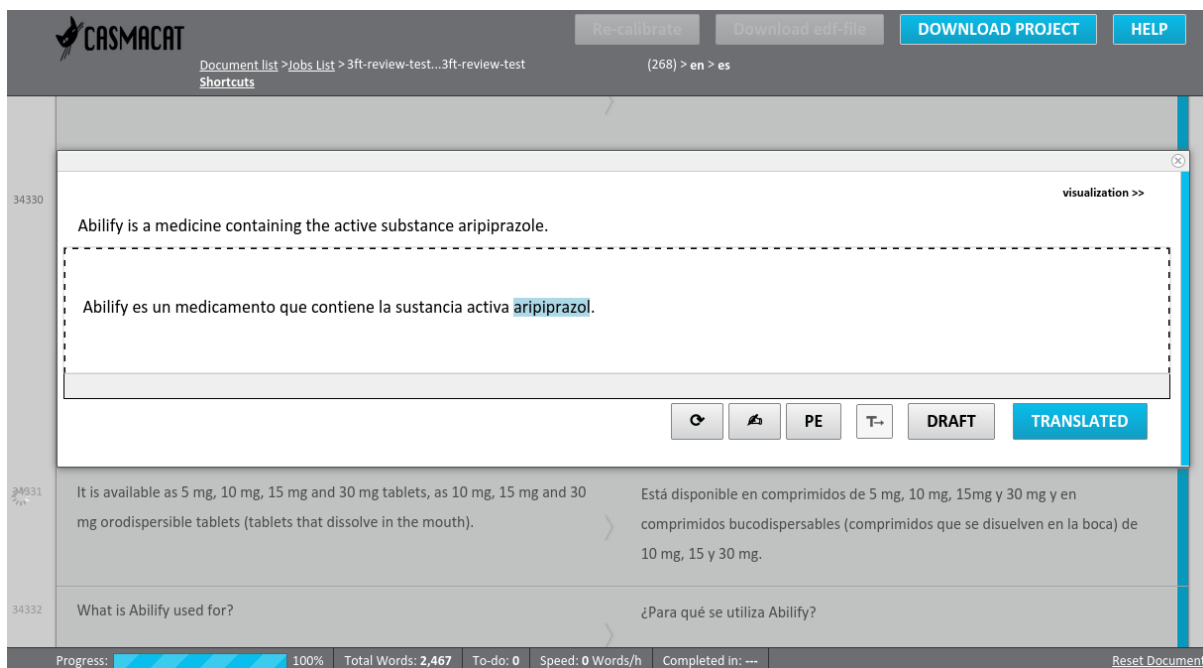 CASMACAT
Re-calibrate Download edf-file DOWNLOAD PROJECT HELP
Document list >Jobs List > 3ft-review-test...3ft-review-test (268) > en > es
Shortcuts
34330
visualization >>
Abilify is a medicine containing the active substance aripiprazole.
Abilify es un medicamento que contiene la sustancia activa aripiprazol.
PE T→ DRAFT TRANSLATED
34331
It is available as 5 mg, 10 mg, 15 mg and 30 mg tablets, as 10 mg, 15 mg and 30
mg orodispersible tablets (tablets that dissolve in the mouth).
Está disponible en comprimidos de 5 mg, 10 mg, 15mg y 30 mg y en
comprimidos bucodispersables (comprimidos que se disuelven en la boca) de
10 mg, 15 y 30 mg.
34332
What is Abilify used for?
¿Para qué se utiliza Abilify?
Progress: 100% Total Words: 2,467 To-do: 0 Speed: 0 Words/h Completed in: --- Reset Document